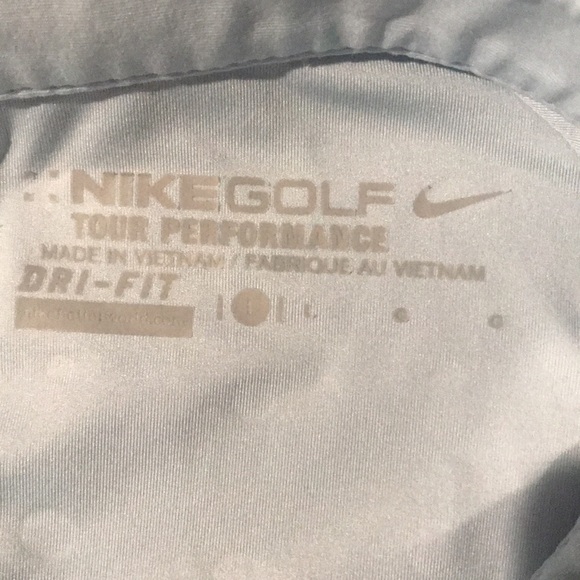 NIKEGOLF
TOUR PERFORMANCE
MADE IN VIETNAM / FABRIQUE AU VIETNAM
DRI-FIT
L